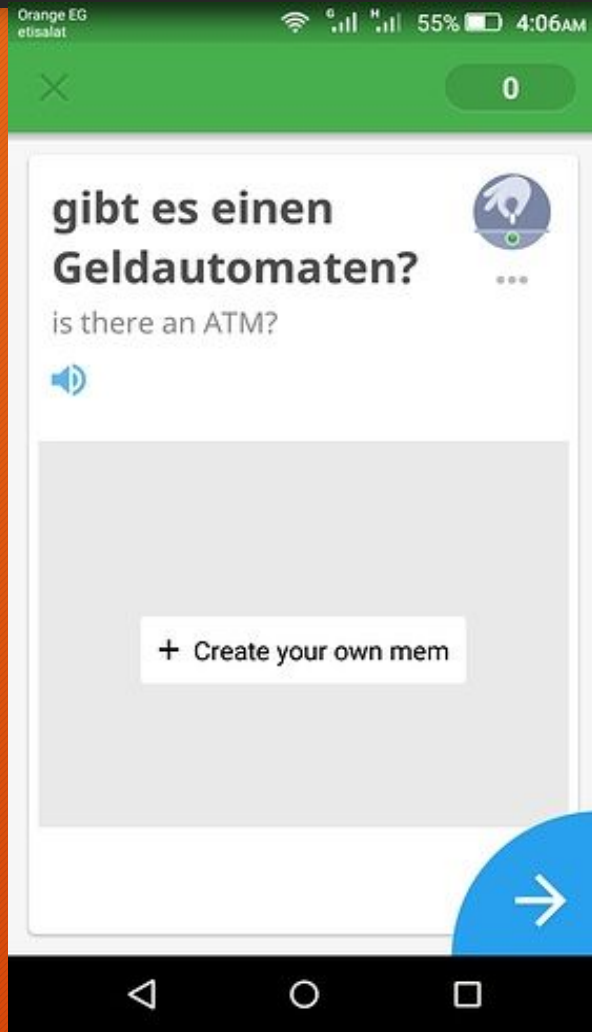 Orange EG
etisalat
G H 55% 4:06AM
0
gibt es einen
Geldautomaten?
is there an ATM?
+ Create your own mem